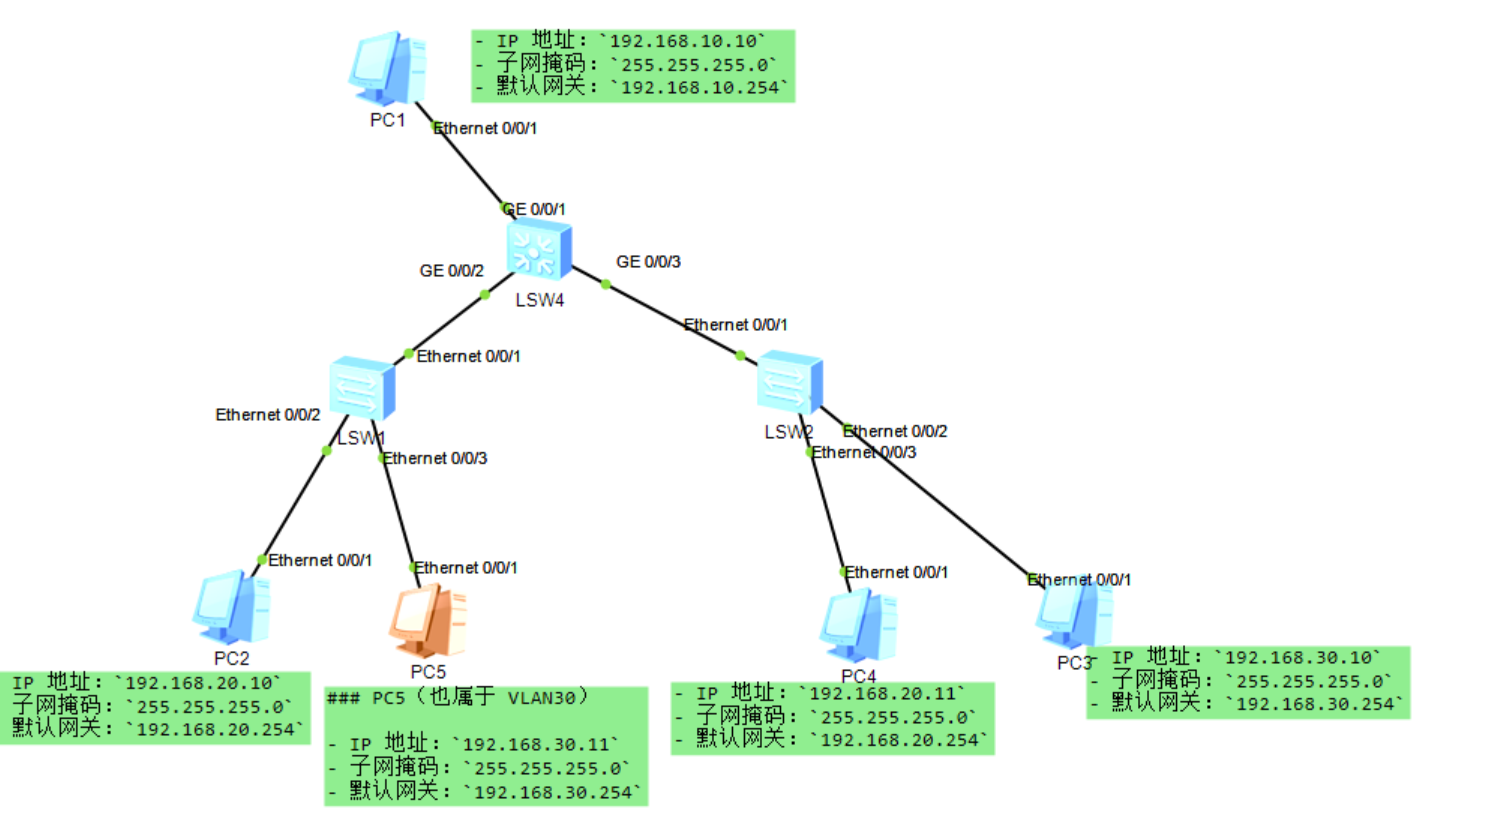 - IP 地址：`192.168.10.10`
- 子网掩码：`255.255.255.0`
- 默认网关：`192.168.10.254`
PC1
Ethernet 0/0/1
GE 0/0/1
GE 0/0/2
GE 0/0/3
LSW4
Ethernet 0/0/1
Ethernet 0/0/1
Ethernet 0/0/2
LSW1
Ethernet 0/0/3
LSW2
Ethernet 0/0/2
Ethernet 0/0/3
Ethernet 0/0/1
Ethernet 0/0/1
Ethernet 0/0/1
Ethernet 0/0/1
PC2
PC5
PC4
PC3
IP 地址：`192.168.20.10`
子网掩码：`255.255.255.0`
默认网关：`192.168.20.254`
### PC5（也属于 VLAN30）
- IP 地址：`192.168.30.11`
- 子网掩码：`255.255.255.0`
- 默认网关：`192.168.30.254`
- IP 地址：`192.168.20.11`
- 子网掩码：`255.255.255.0`
- 默认网关：`192.168.20.254`
- IP 地址：`192.168.30.10`
- 子网掩码：`255.255.255.0`
- 默认网关：`192.168.30.254`